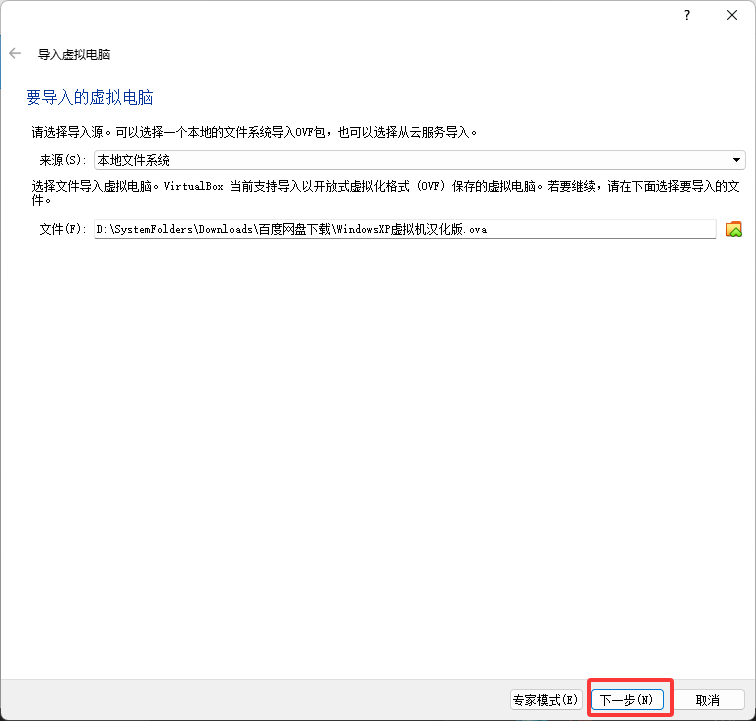 ?
导入虚拟电脑
要导入的虚拟电脑
请选择导入源。可以选择一个本地的文件系统导入OVF包，也可以选择从云服务导入。
来源(S): 本地文件系统
选择文件导入虚拟电脑。VirtualBox 当前支持导入以开放式虚拟化格式 (OVF) 保存的虚拟电脑。若要继续，请在下面选择要导入的文
件。
文件(F): D:\SystemFolders\Downloads\百度网盘下载\WindowsXP虚拟机汉化版.ova
专家模式(E) 下一步(N) 取消